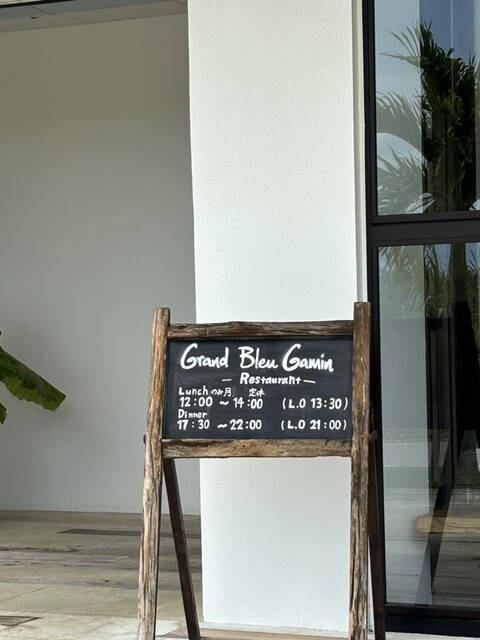 Grand Bleu Gamin
— Restaurant —
Lunch のみ月 定休
12:00 ~ 14:00 (L.O 13:30)
Dinner
17:30 ~ 22:00 (L.O 21:00)